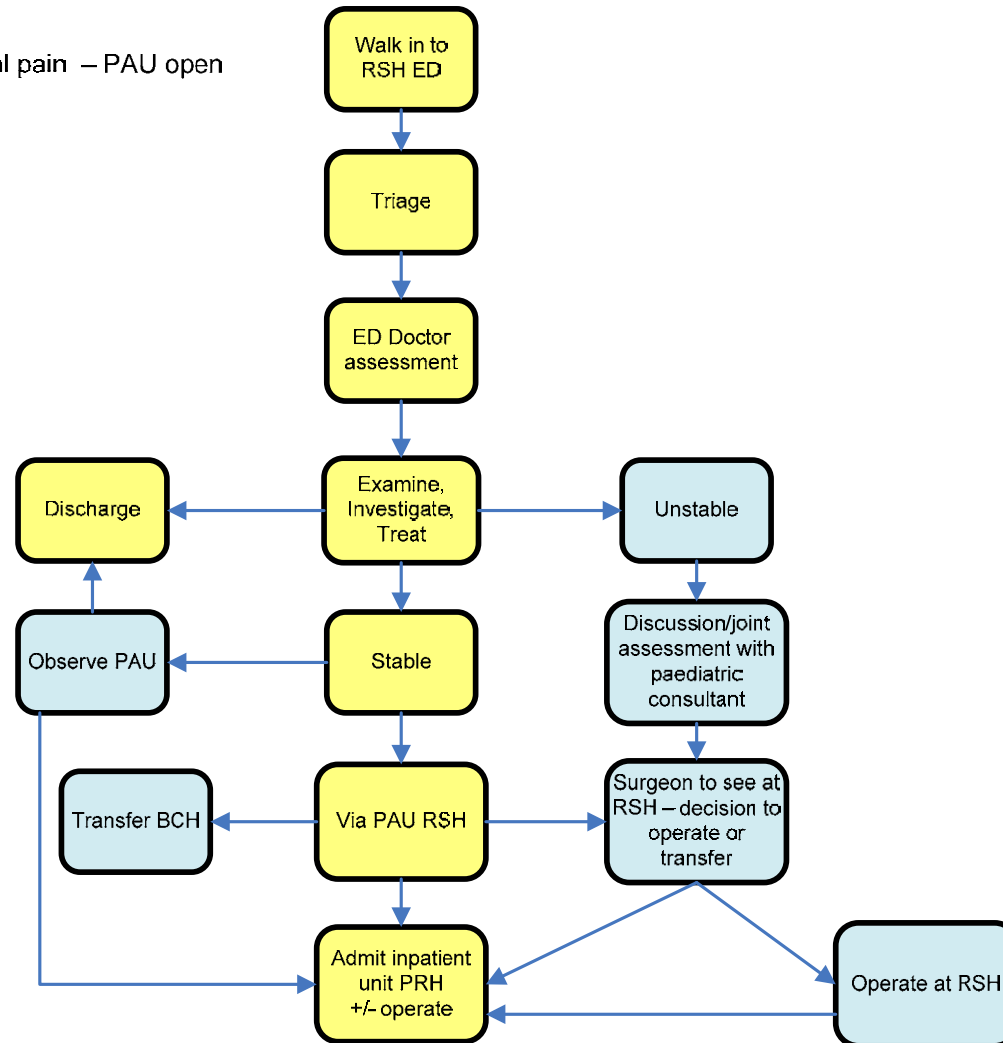 Walk in to
RSH ED
al pain – PAU open
Triage
ED Doctor
assessment
Discharge
Examine,
Investigate,
Treat
Unstable
Observe PAU
Stable
Discussion/joint
assessment with
paediatric
consultant
Transfer BCH
Via PAU RSH
Surgeon to see at
RSH – decision to
operate or
transfer
Admit inpatient
unit PRH
+/- operate
Operate at RSH